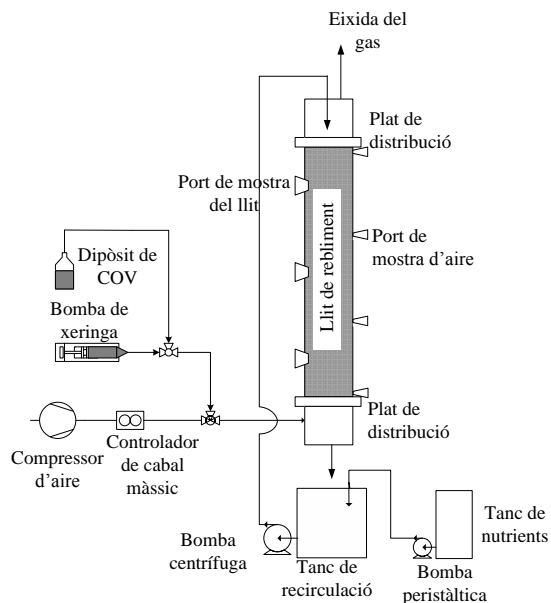 Eixida del
gas
Plat de
distribució
Port de mostra
del llit
Llit de rebliment
Port de
mostra d'aire
Dipòsit de
COV
Bomba de
xeringa
Compressor
d'aire
Controlador
de cabal
màssic
Plat de
distribució
Bomba
centrífuga
Tanc de
recirculació
Bomba
peristàltica
Tanc de
nutrients